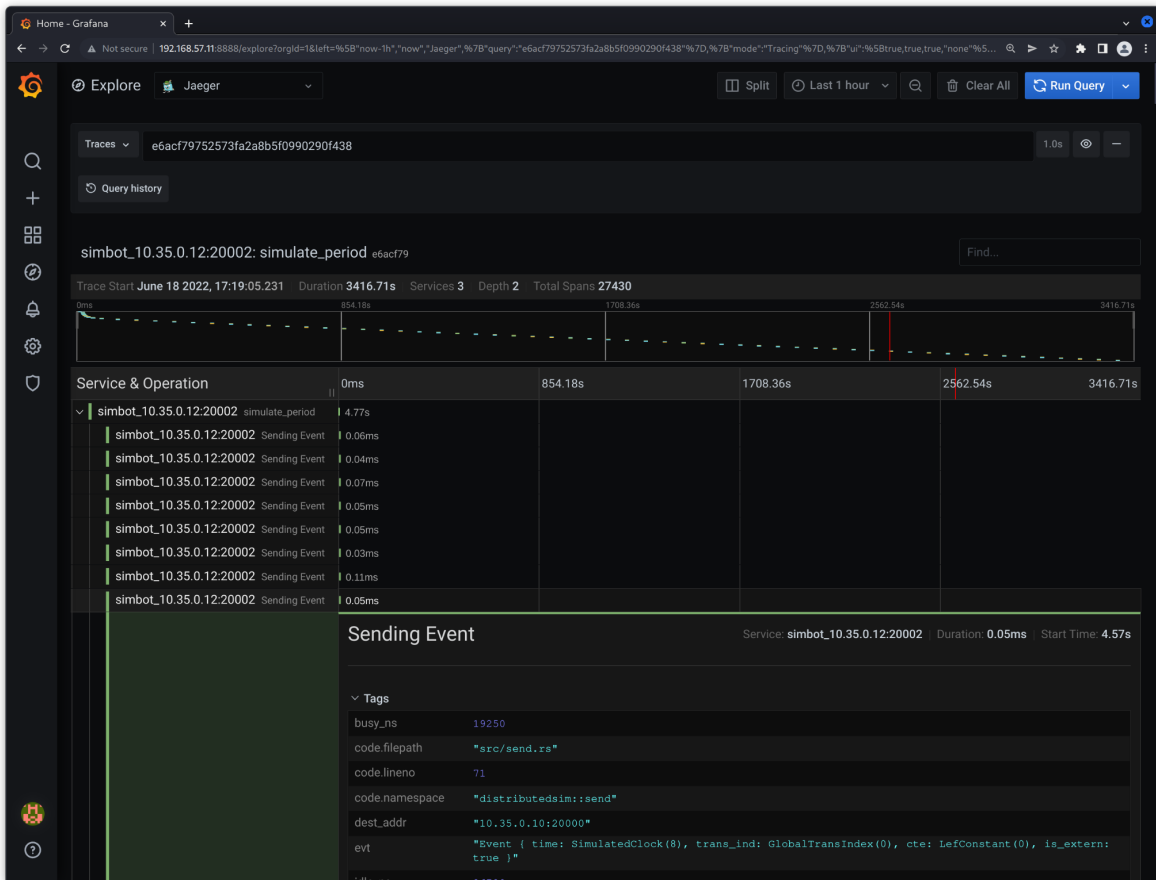 Home - Grafana
Not secure | 192.168.57.11:8888/explore?orgId=1&left=%5B"now-1h","now","Jaeger",%7B"query":"e6acf79752573fa2a8b5f0990290f438"%7D,%7B"mode":"Tracing"%7D,%7B"ui":%5Btrue,true,true,"none"%5...
Explore Jaeger Split Last 1 hour Clear All Run Query
Traces e6acf79752573fa2a8b5f0990290f438 1.0s
Query history
simbot_10.35.0.12:20002: simulate_period e6acf79 Find...
Trace Start June 18 2022, 17:19:05.231 Duration 3416.71s Services 3 Depth 2 Total Spans 27430
0ms 854.18s 1708.36s 2562.54s 3416.71s
Service & Operation 0ms 854.18s 1708.36s 2562.54s 3416.71s
simbot_10.35.0.12:20002 simulate_period 4.77s
simbot_10.35.0.12:20002 Sending Event 0.06ms
simbot_10.35.0.12:20002 Sending Event 0.04ms
simbot_10.35.0.12:20002 Sending Event 0.07ms
simbot_10.35.0.12:20002 Sending Event 0.05ms
simbot_10.35.0.12:20002 Sending Event 0.05ms
simbot_10.35.0.12:20002 Sending Event 0.03ms
simbot_10.35.0.12:20002 Sending Event 0.11ms
simbot_10.35.0.12:20002 Sending Event 0.05ms
Sending Event Service: simbot_10.35.0.12:20002 | Duration: 0.05ms | Start Time: 4.57s
Tags
busy_ns 19250
code.filepath "src/send.rs"
code.lineno 71
code.namespace "distributedsim::send"
dest_addr "10.35.0.10:20000"
evt "Event { time: SimulatedClock(8), trans_ind: GlobalTransIndex(0), cte: LefConstant(0), is_extern:
true }"